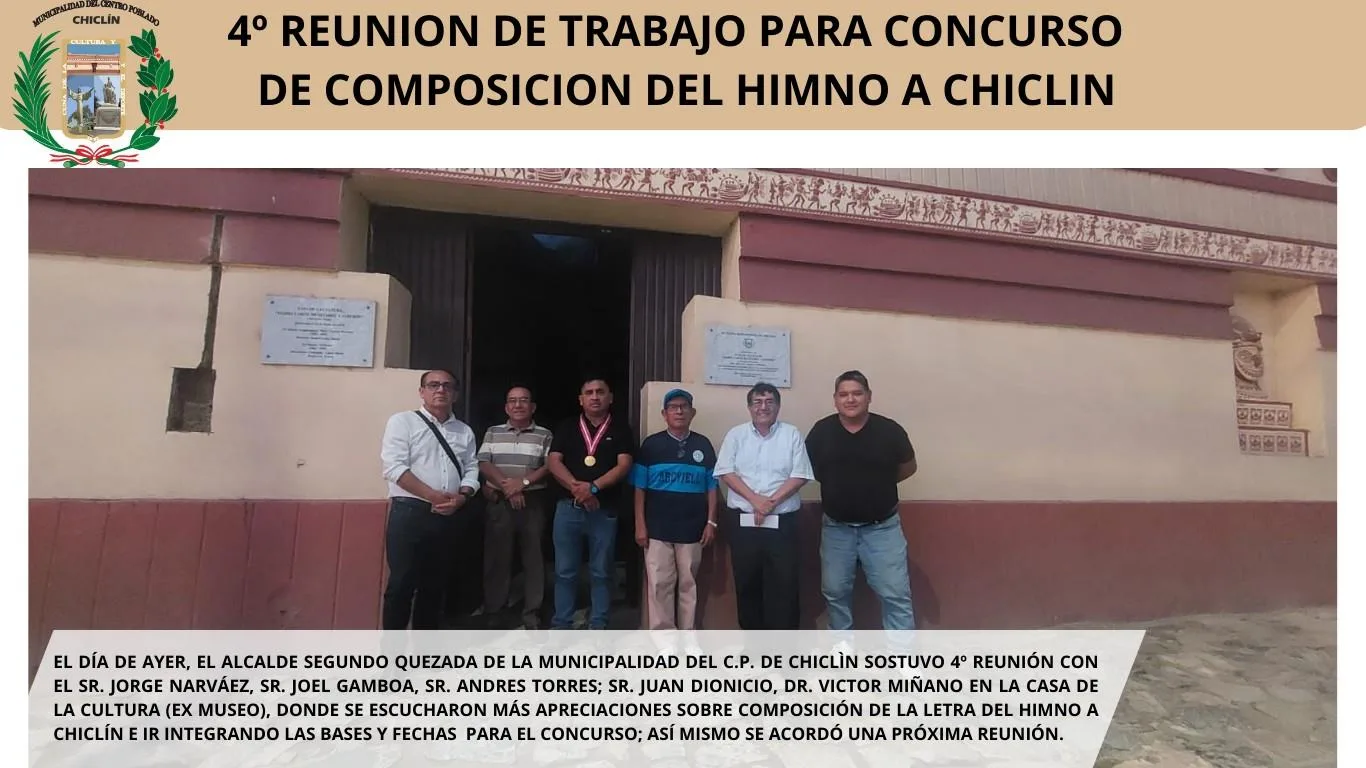 MUNICIPALIDAD DEL CENTRO POBLADO
CHICLÍN
4º REUNION DE TRABAJO PARA CONCURSO
DE COMPOSICION DEL HIMNO A CHICLIN
EL DÍA DE AYER, EL ALCALDE SEGUNDO QUEZADA DE LA MUNICIPALIDAD DEL C.P. DE CHICLÌN SOSTUVO 4º REUNIÓN CON
EL SR. JORGE NARVÁEZ, SR. JOEL GAMBOA, SR. ANDRES TORRES; SR. JUAN DIONICIO, DR. VICTOR MIÑANO EN LA CASA DE
LA CULTURA (EX MUSEO), DONDE SE ESCUCHARON MÁS APRECIACIONES SOBRE COMPOSICIÓN DE LA LETRA DEL HIMNO A
CHICLÍN E IR INTEGRANDO LAS BASES Y FECHAS PARA EL CONCURSO; ASÍ MISMO SE ACORDÓ UNA PRÓXIMA REUNIÓN.